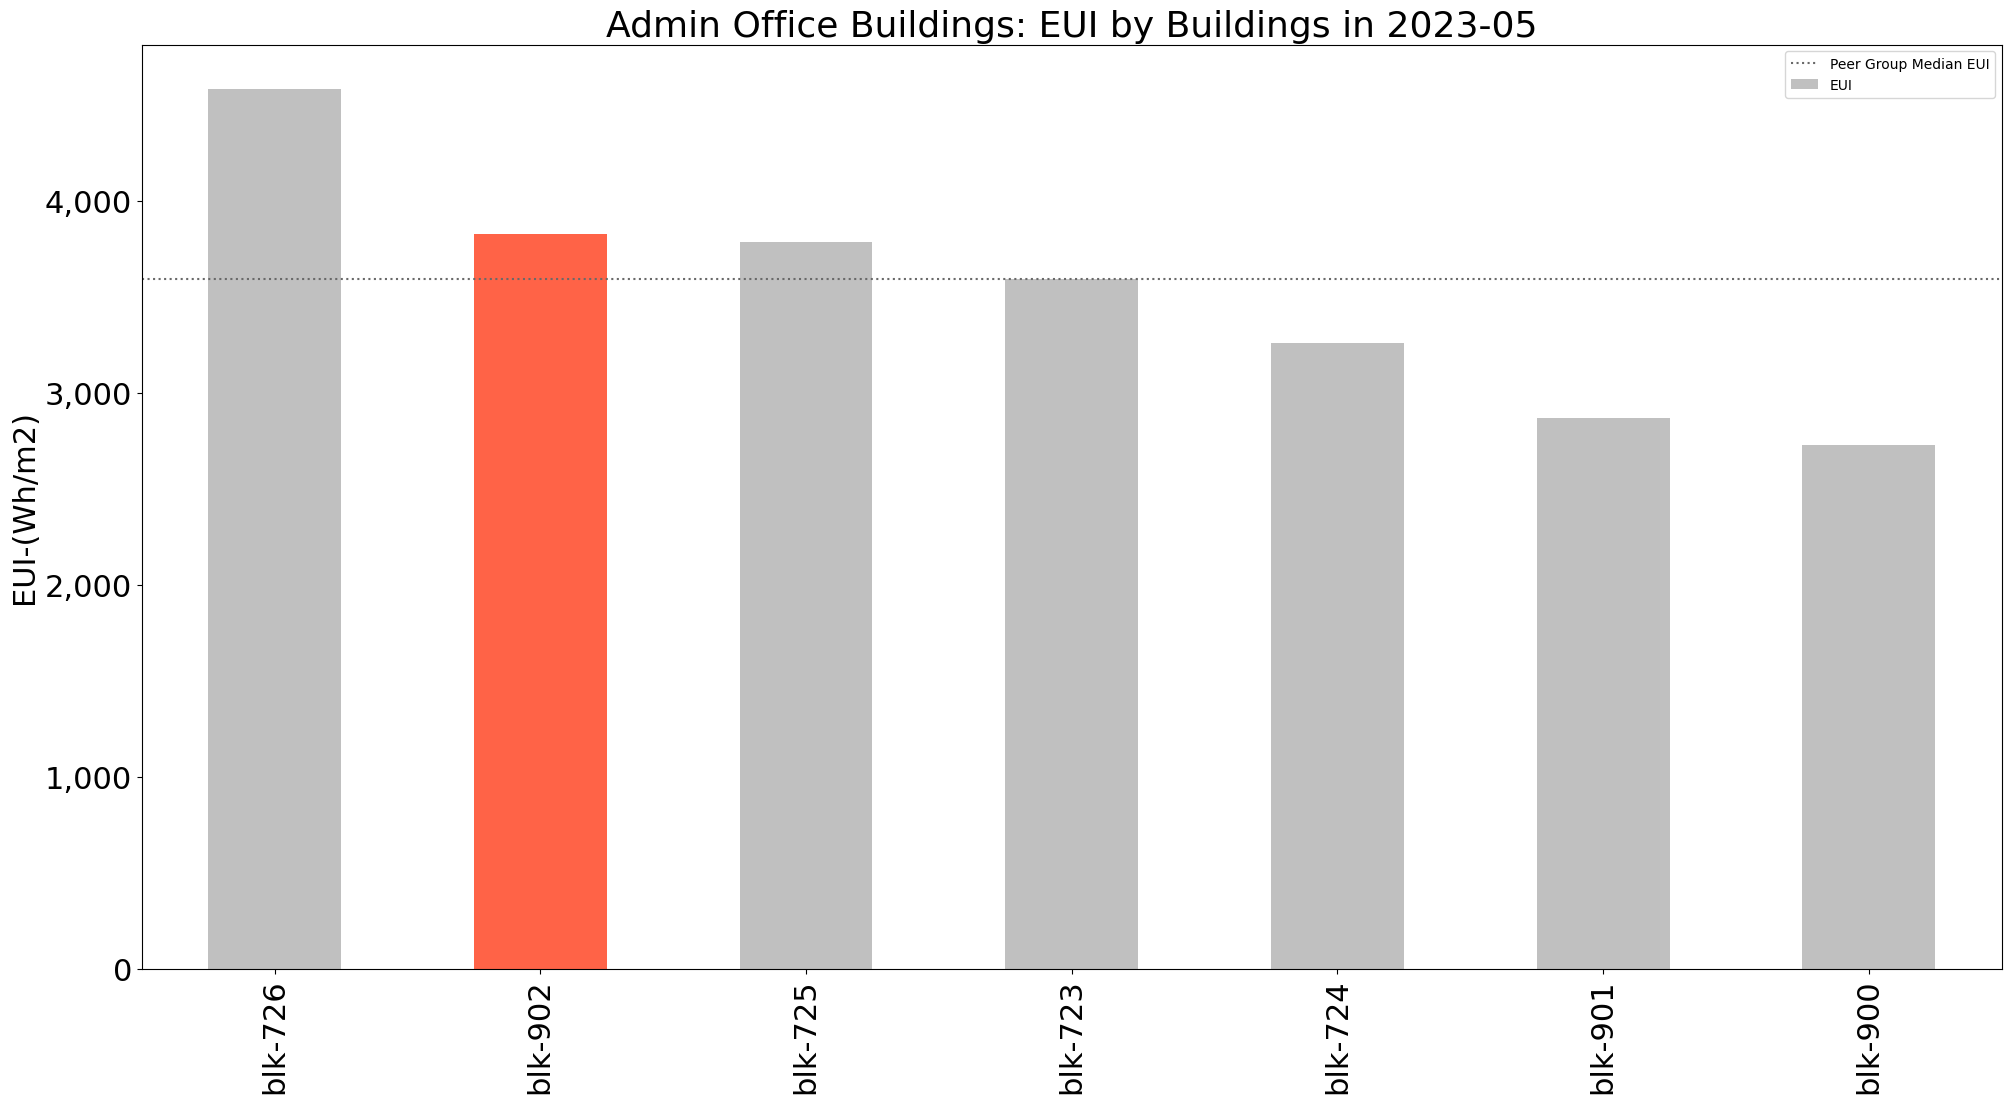 Admin Office Buildings: EUI by Buildings in 2023-05
Peer Group Median EUI
EUI
EUI-(Wh/m2)
4,000
3,000
2,000
1,000
0
blk-726
blk-902
blk-725
blk-723
blk-724
blk-901
blk-900